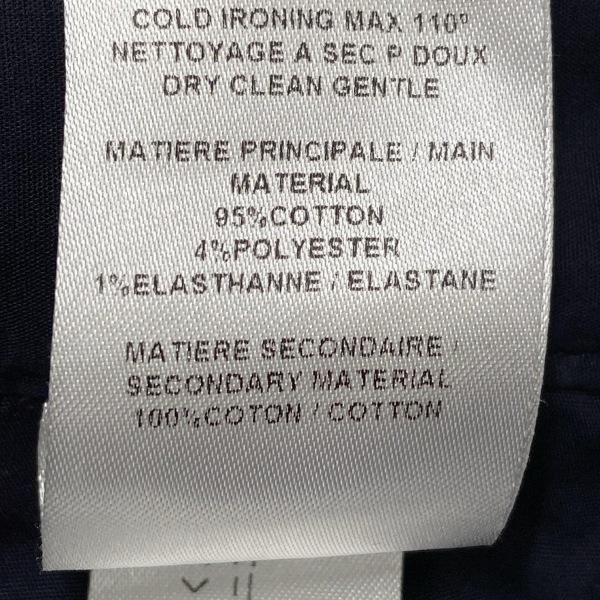 COLD IRONING MAX 110°
NETTOYAGE A SEC P DOUX
DRY CLEAN GENTLE
MATIERE PRINCIPALE / MAIN
MATERIAL
95%COTTON
4%POLYESTER
1%ELASTHANNE / ELASTANE
MATIERE SECONDAIRE /
SECONDARY MATERIAL
100%COTON / COTTON